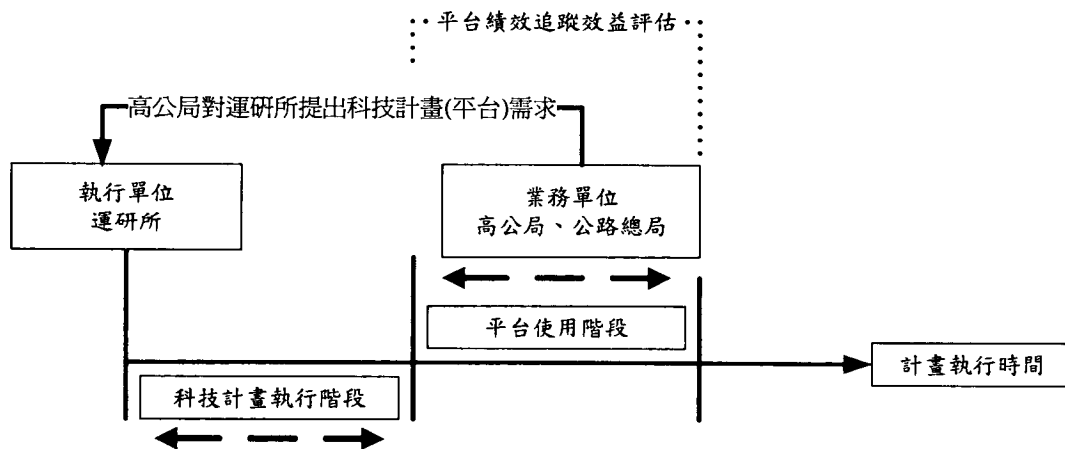 平台績效追蹤效益評估
高公局對運研所提出科技計畫(平台)需求
執行單位
運研所
業務單位
高公局、公路總局
平台使用階段
計畫執行時間
科技計畫執行階段